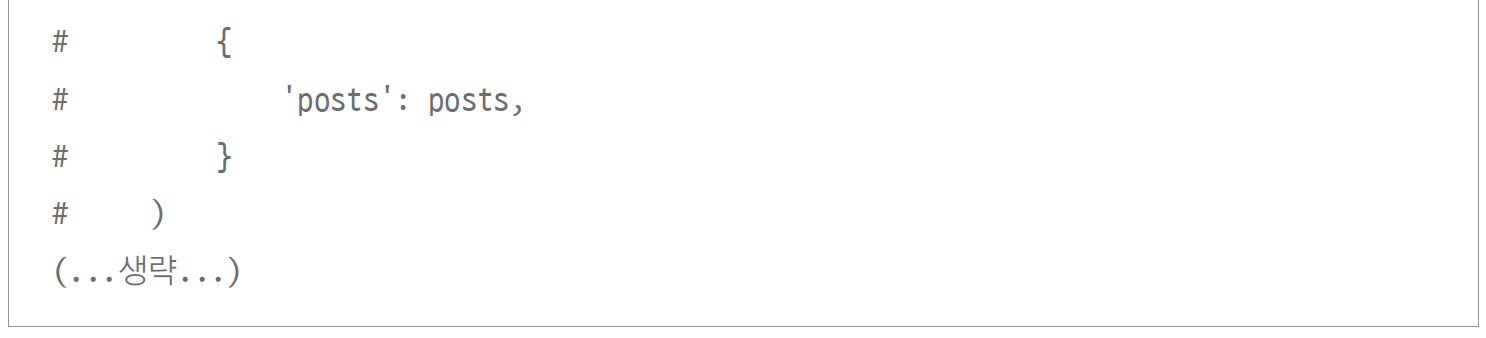 #         {
#             'posts': posts,
#         }
#     )
(...생략...)